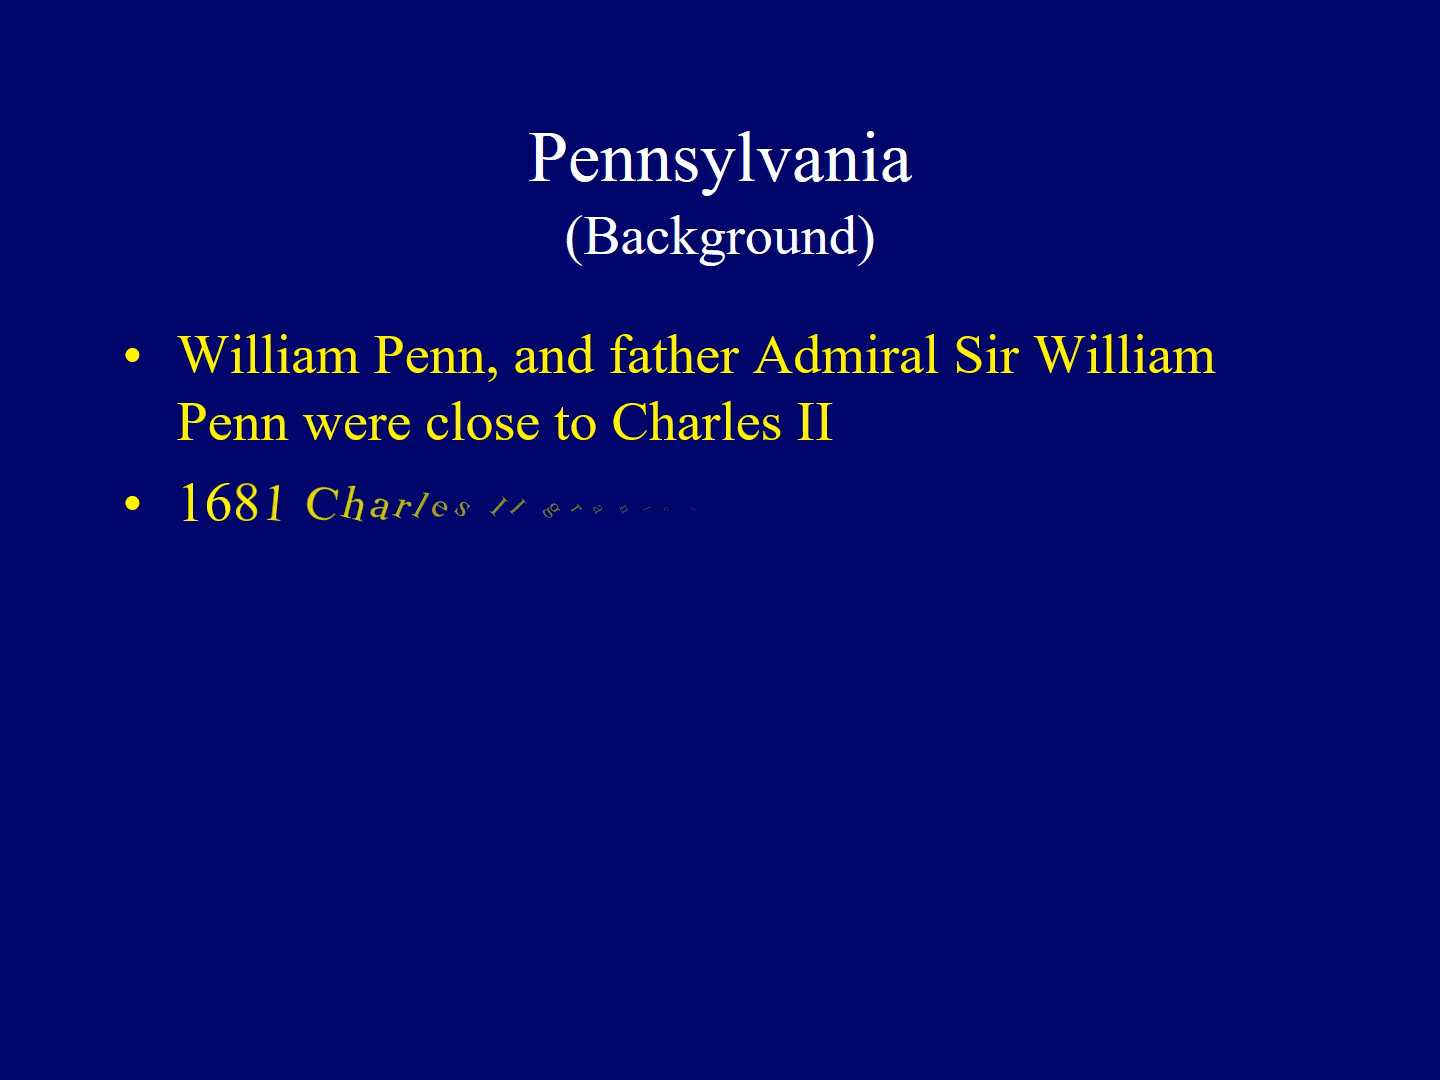 Pennsylvania
(Background)
• William Penn, and father Admiral Sir William
Penn were close to Charles II
• 1681 Charles II